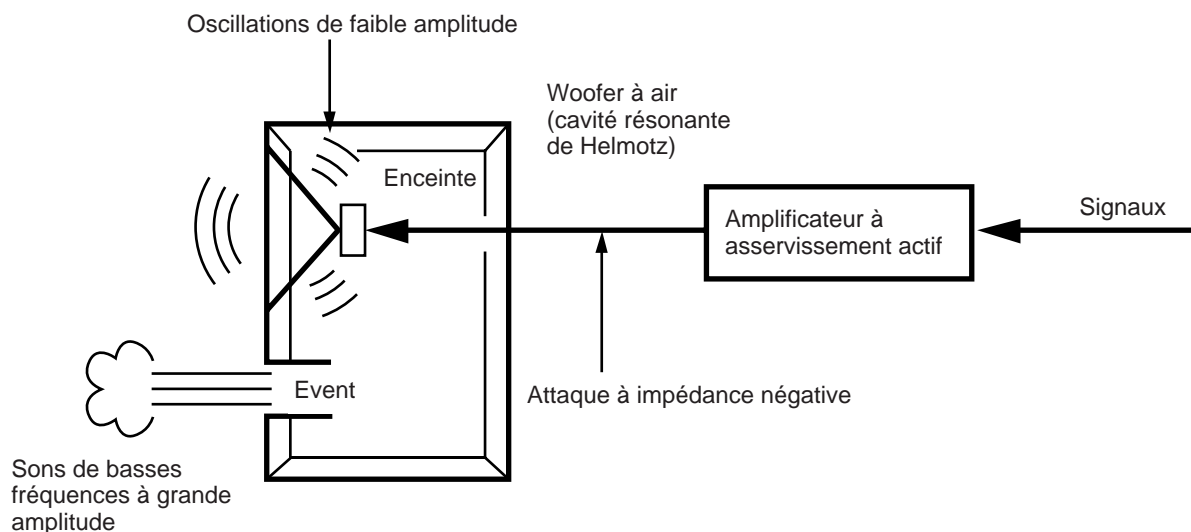 Oscillations de faible amplitude
Woofer à air
(cavité résonante
de Helmotz)
Enceinte
Signaux
Amplificateur à
asservissement actif
Event
Attaque à impédance négative
Sons de basses
fréquences à grande
amplitude